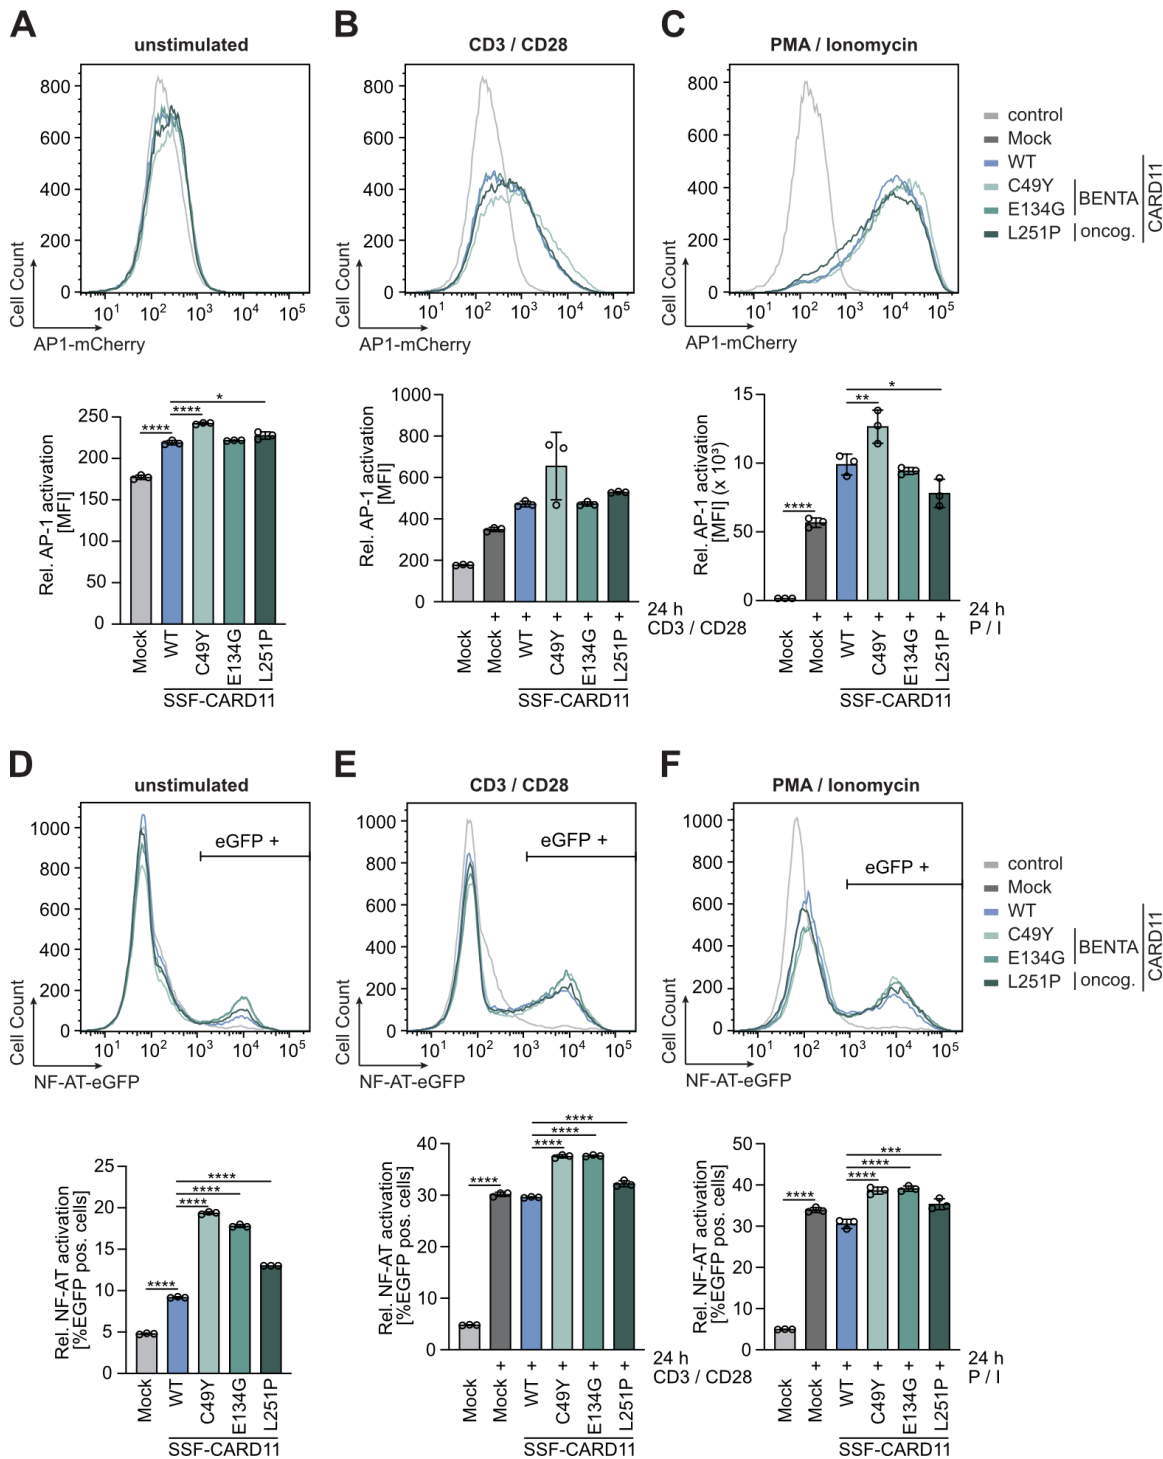 A
B
C
unstimulated
CD3 / CD28
PMA / Ionomycin
800
600
400
200
0
10¹ 10² 10³ 10⁴ 10⁵
Cell Count
AP1-mCherry
800
600
400
200
0
10¹ 10² 10³ 10⁴ 10⁵
Cell Count
AP1-mCherry
800
600
400
200
0
10¹ 10² 10³ 10⁴ 10⁵
Cell Count
AP1-mCherry
control
Mock
WT
C49Y
E134G
L251P
BENTA
oncog.
CARD11
Rel. AP-1 activation
[MFI]
250
200
150
100
50
0
****
****
*
Mock
WT
C49Y
E134G
L251P
SSF-CARD11
Rel. AP-1 activation
[MFI]
1000
800
600
400
200
0
Mock
Mock +
WT +
C49Y +
E134G +
L251P +
24 h
CD3 / CD28
SSF-CARD11
Rel. AP-1 activation
[MFI] (x 10³)
15
10
50
0
****
**
*
Mock
Mock +
WT +
C49Y +
E134G +
L251P +
24 h
P / I
SSF-CARD11
D
E
F
unstimulated
CD3 / CD28
PMA / Ionomycin
1000
800
600
400
200
0
eGFP +
10¹ 10² 10³ 10⁴ 10⁵
Cell Count
NF-AT-eGFP
1000
800
600
400
200
0
eGFP +
10¹ 10² 10³ 10⁴ 10⁵
Cell Count
NF-AT-eGFP
1000
800
600
400
200
0
eGFP +
10¹ 10² 10³ 10⁴ 10⁵
Cell Count
NF-AT-eGFP
control
Mock
WT
C49Y
E134G
L251P
BENTA
oncog.
CARD11
Rel. NF-AT activation
[%EGFP pos. cells]
25
20
15
10
5
0
****
****
****
****
Mock
WT
C49Y
E134G
L251P
SSF-CARD11
Rel. NF-AT activation
[%EGFP pos. cells]
40
30
20
10
0
****
****
****
****
Mock
Mock +
WT +
C49Y +
E134G +
L251P +
24 h
CD3 / CD28
SSF-CARD11
Rel. NF-AT activation
[%EGFP pos. cells]
50
40
30
20
10
0
****
****
****
***
Mock
Mock +
WT +
C49Y +
E134G +
L251P +
24 h
P / I
SSF-CARD11